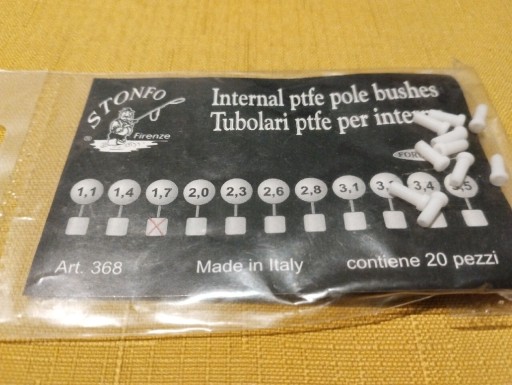 STONFO
Firenze
Internal ptfe pole bushes
Tubolari ptfe per
1,1 1,4 1,7 2,0 2,3 2,6 2,8 3,1 3,4
Art. 368 Made in Italy contiene 20 pezzi